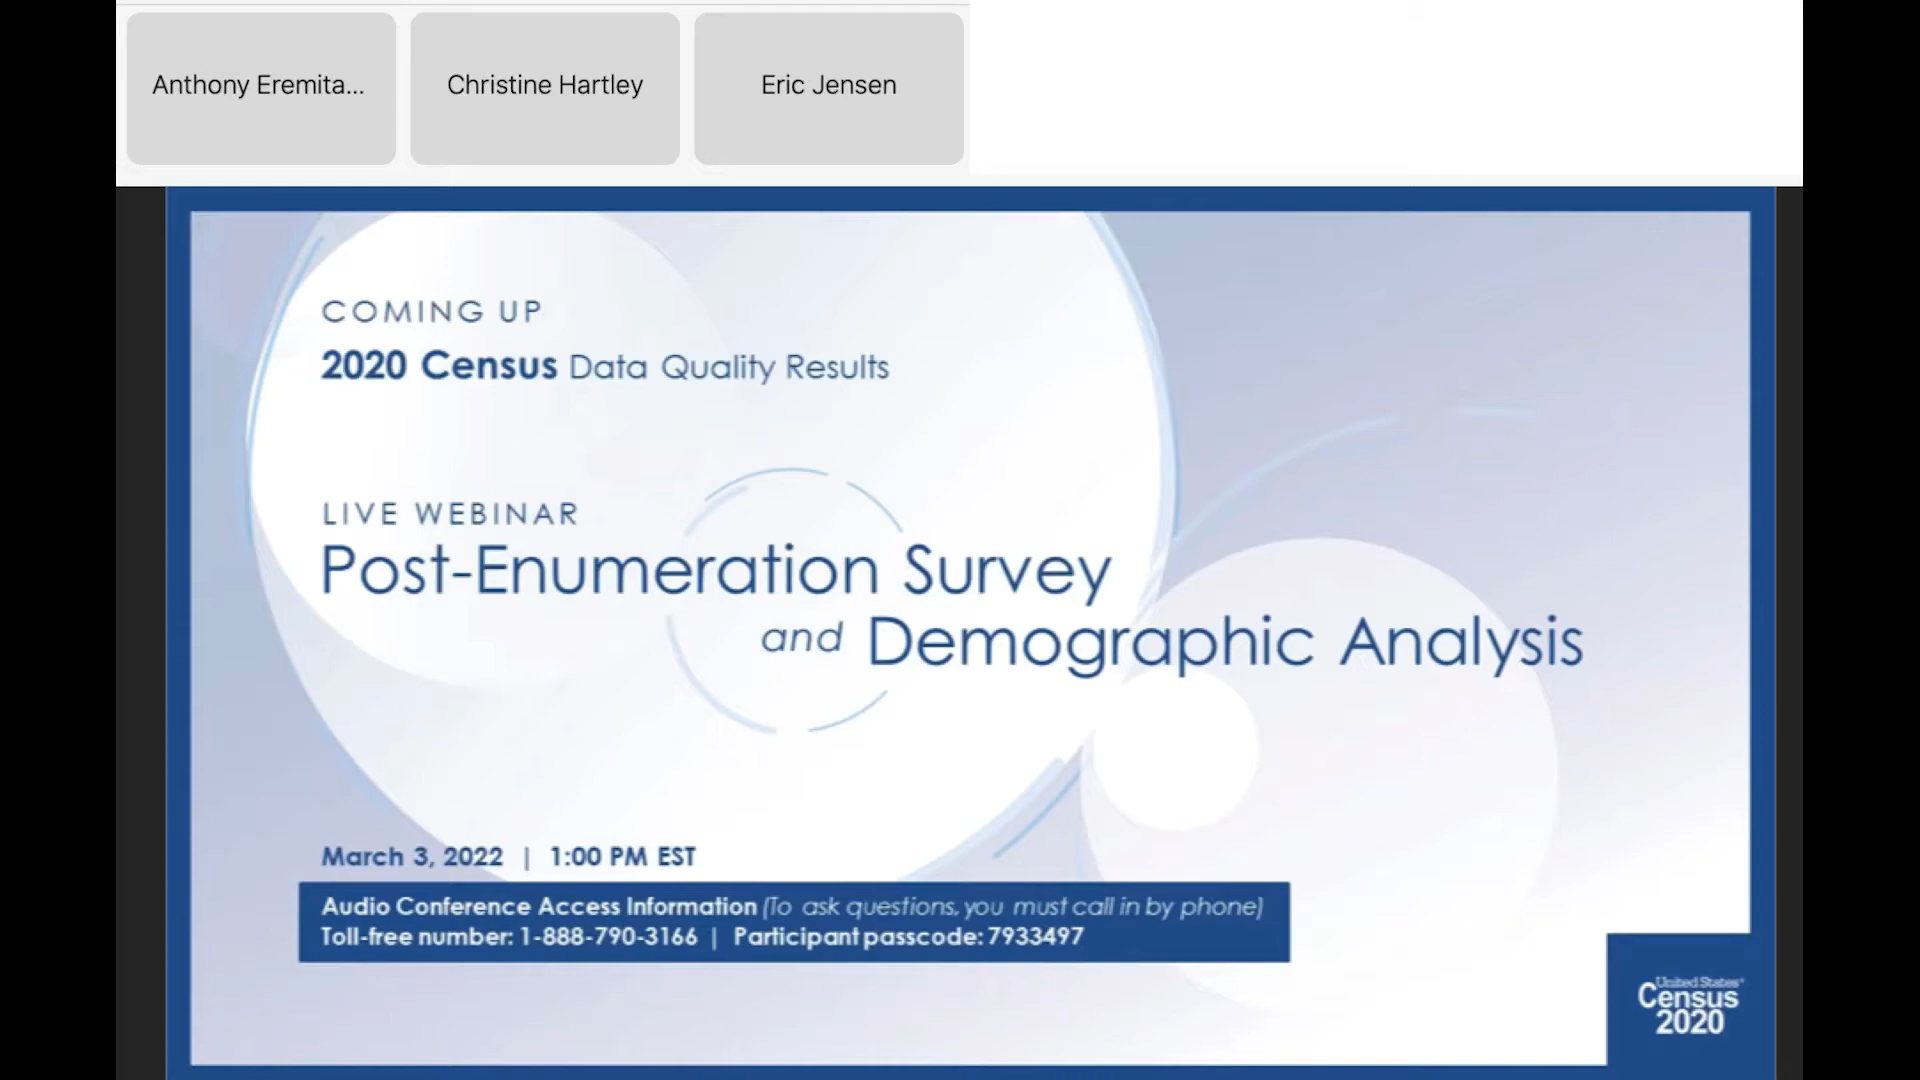 Anthony Eremita...
Christine Hartley
Eric Jensen
COMING UP
2020 Census Data Quality Results
LIVE WEBINAR
Post-Enumeration Survey
and Demographic Analysis
March 3, 2022 | 1:00 PM EST
Audio Conference Access Information (To ask questions, you must call in by phone)
Toll-free number: 1-888-790-3166 | Participant passcode: 7933497
United States®
Census
2020